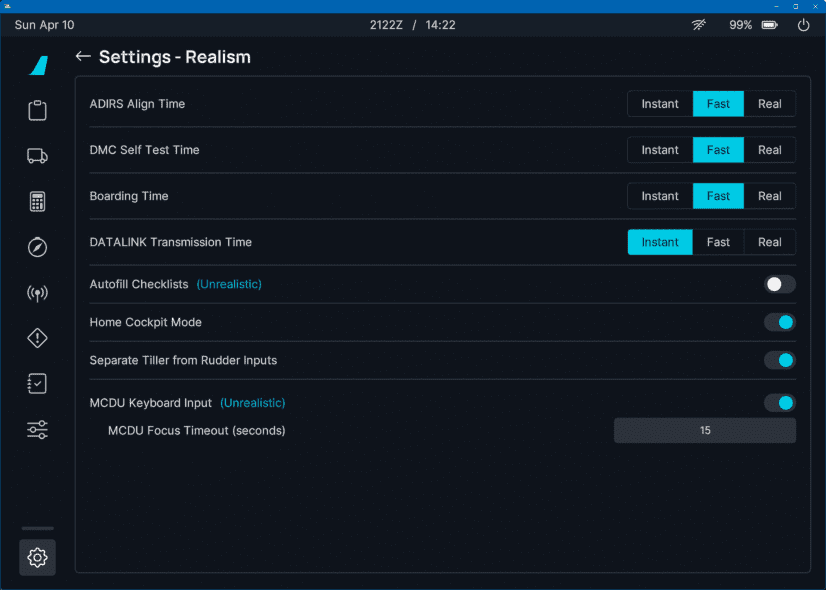 Sun Apr 10
2122Z / 14:22
99%
Settings - Realism
ADIRS Align Time Instant Fast Real
DMC Self Test Time Instant Fast Real
Boarding Time Instant Fast Real
DATALINK Transmission Time Instant Fast Real
Autofill Checklists (Unrealistic)
Home Cockpit Mode
Separate Tiller from Rudder Inputs
MCDU Keyboard Input (Unrealistic)
MCDU Focus Timeout (seconds) 15